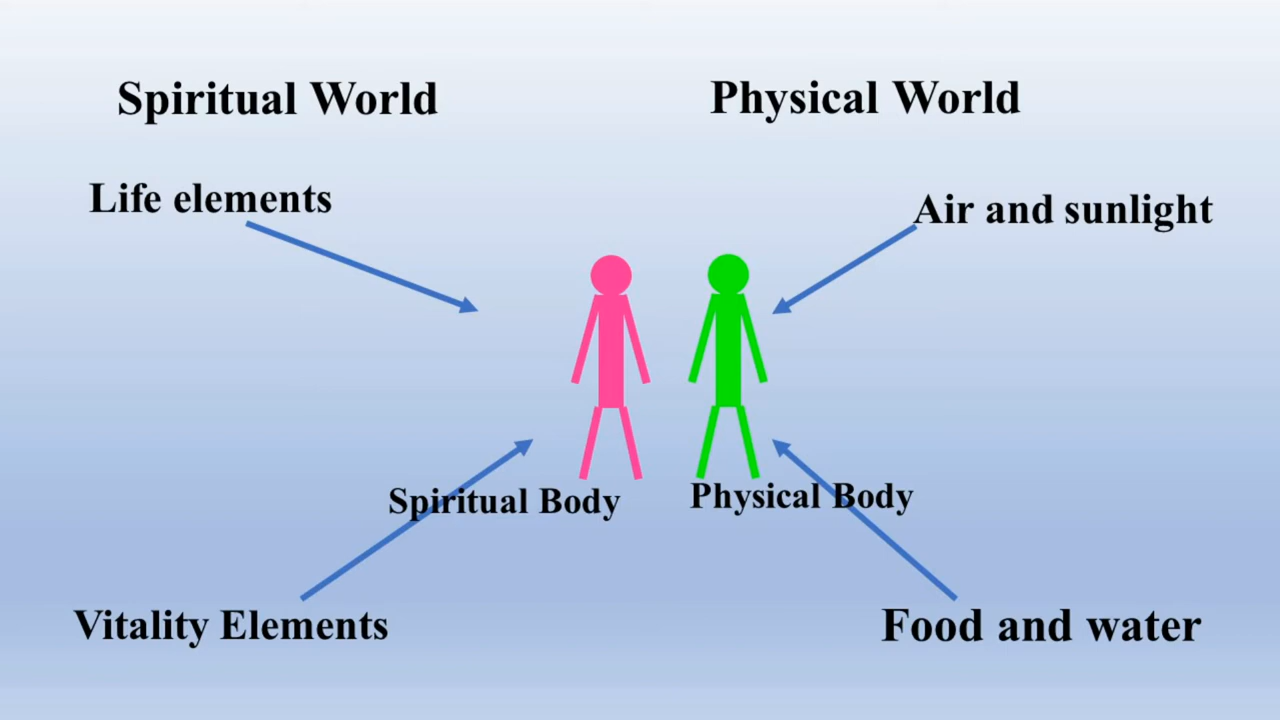 Spiritual World
Physical World
Life elements
Air and sunlight
Spiritual Body
Physical Body
Vitality Elements
Food and water